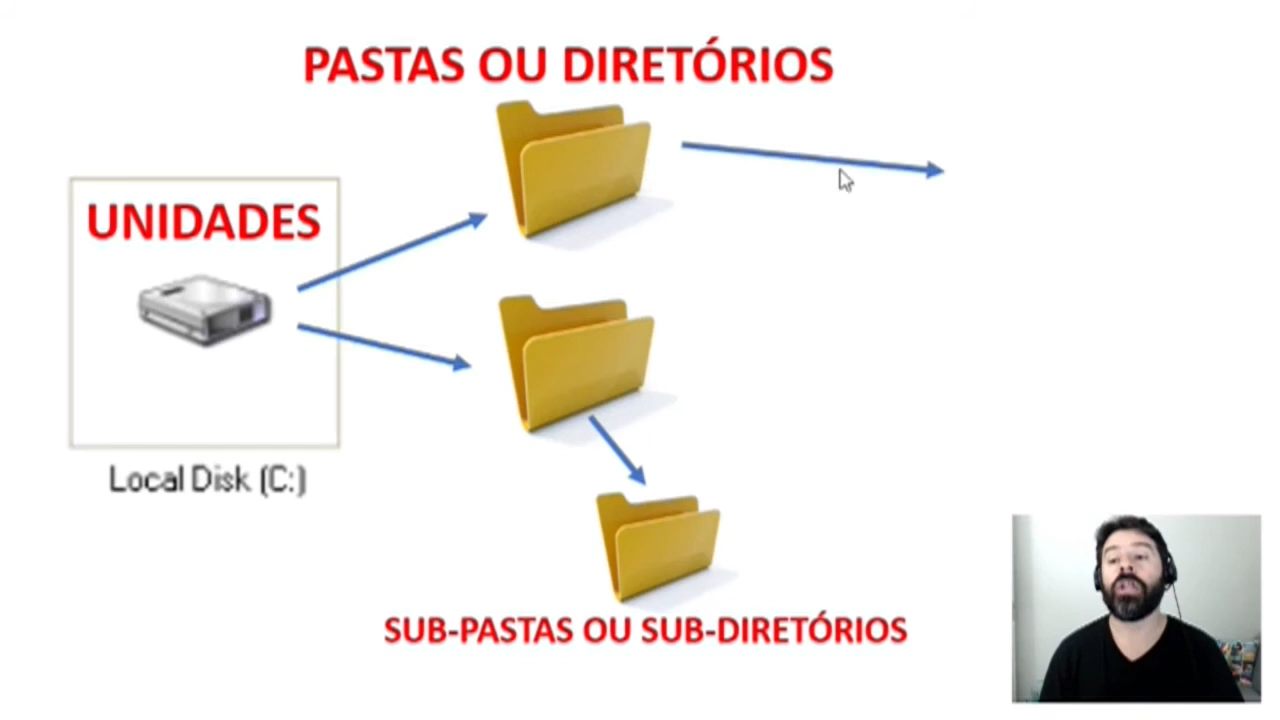 PASTAS OU DIRETÓRIOS
UNIDADES
Local Disk (C:)
SUB-PASTAS OU SUB-DIRETÓRIOS